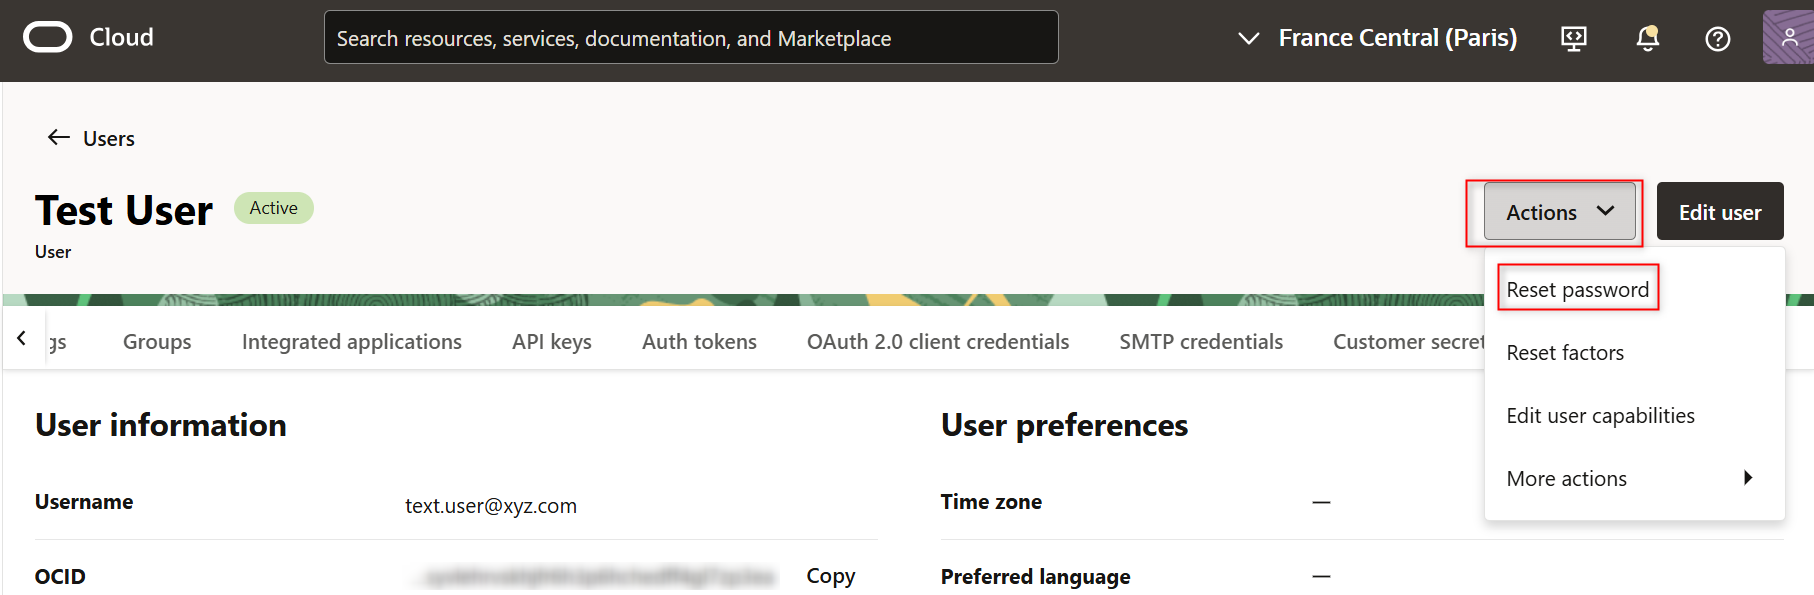 Cloud
Search resources, services, documentation, and Marketplace
France Central (Paris)
Users
Test User
Active
User
Actions
Edit user
Reset password
Reset factors
Edit user capabilities
More actions
gs
Groups
Integrated applications
API keys
Auth tokens
OAuth 2.0 client credentials
SMTP credentials
Customer secret
User information
Username
text.user@xyz.com
OCID
Copy
User preferences
Time zone
—
Preferred language
—